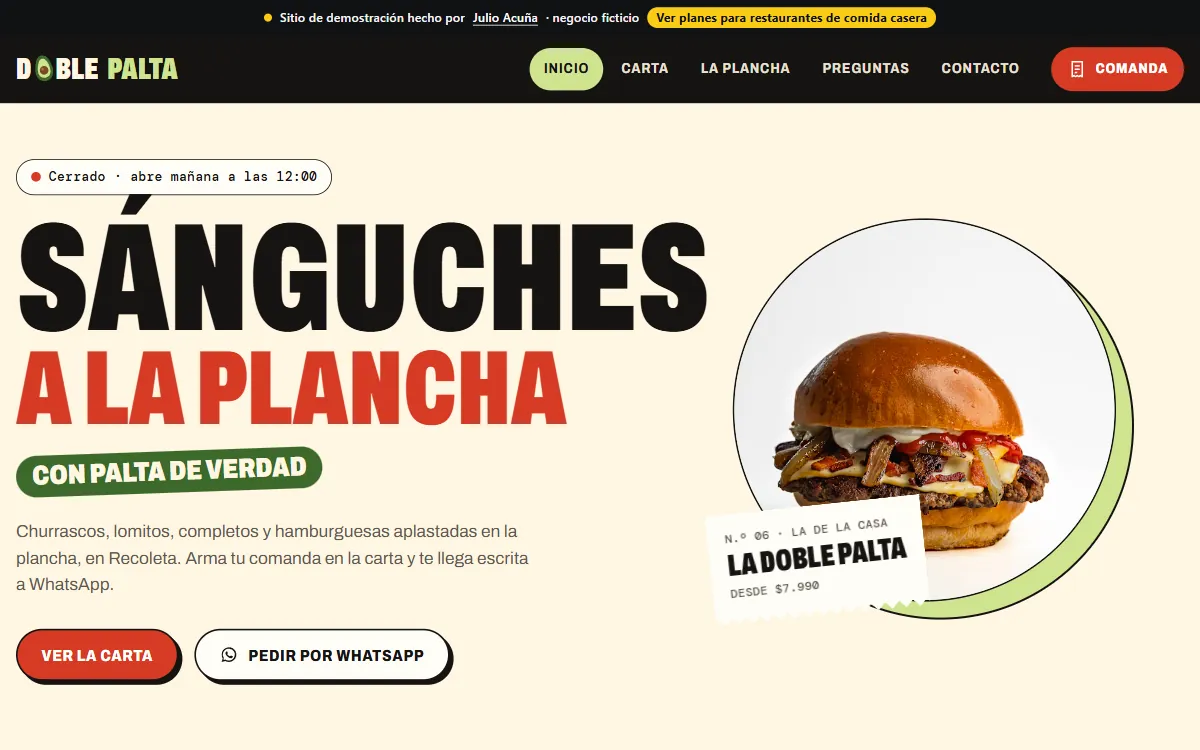 Sitio de demostración hecho por Julio Acuña · negocio ficticio Ver planes para restaurantes de comida casera
DOBLE PALTA
INICIO CARTA LA PLANCHA PREGUNTAS CONTACTO COMANDA
Cerrado · abre mañana a las 12:00
SÁNGUCHES
A LA PLANCHA
CON PALTA DE VERDAD
Churrascos, lomitos, completos y hamburguesas aplastadas en la
plancha, en Recoleta. Arma tu comanda en la carta y te llega escrita
a WhatsApp.
VER LA CARTA PEDIR POR WHATSAPP
N.º 06 · LA DE LA CASA
LA DOBLE PALTA
DESDE $7.990